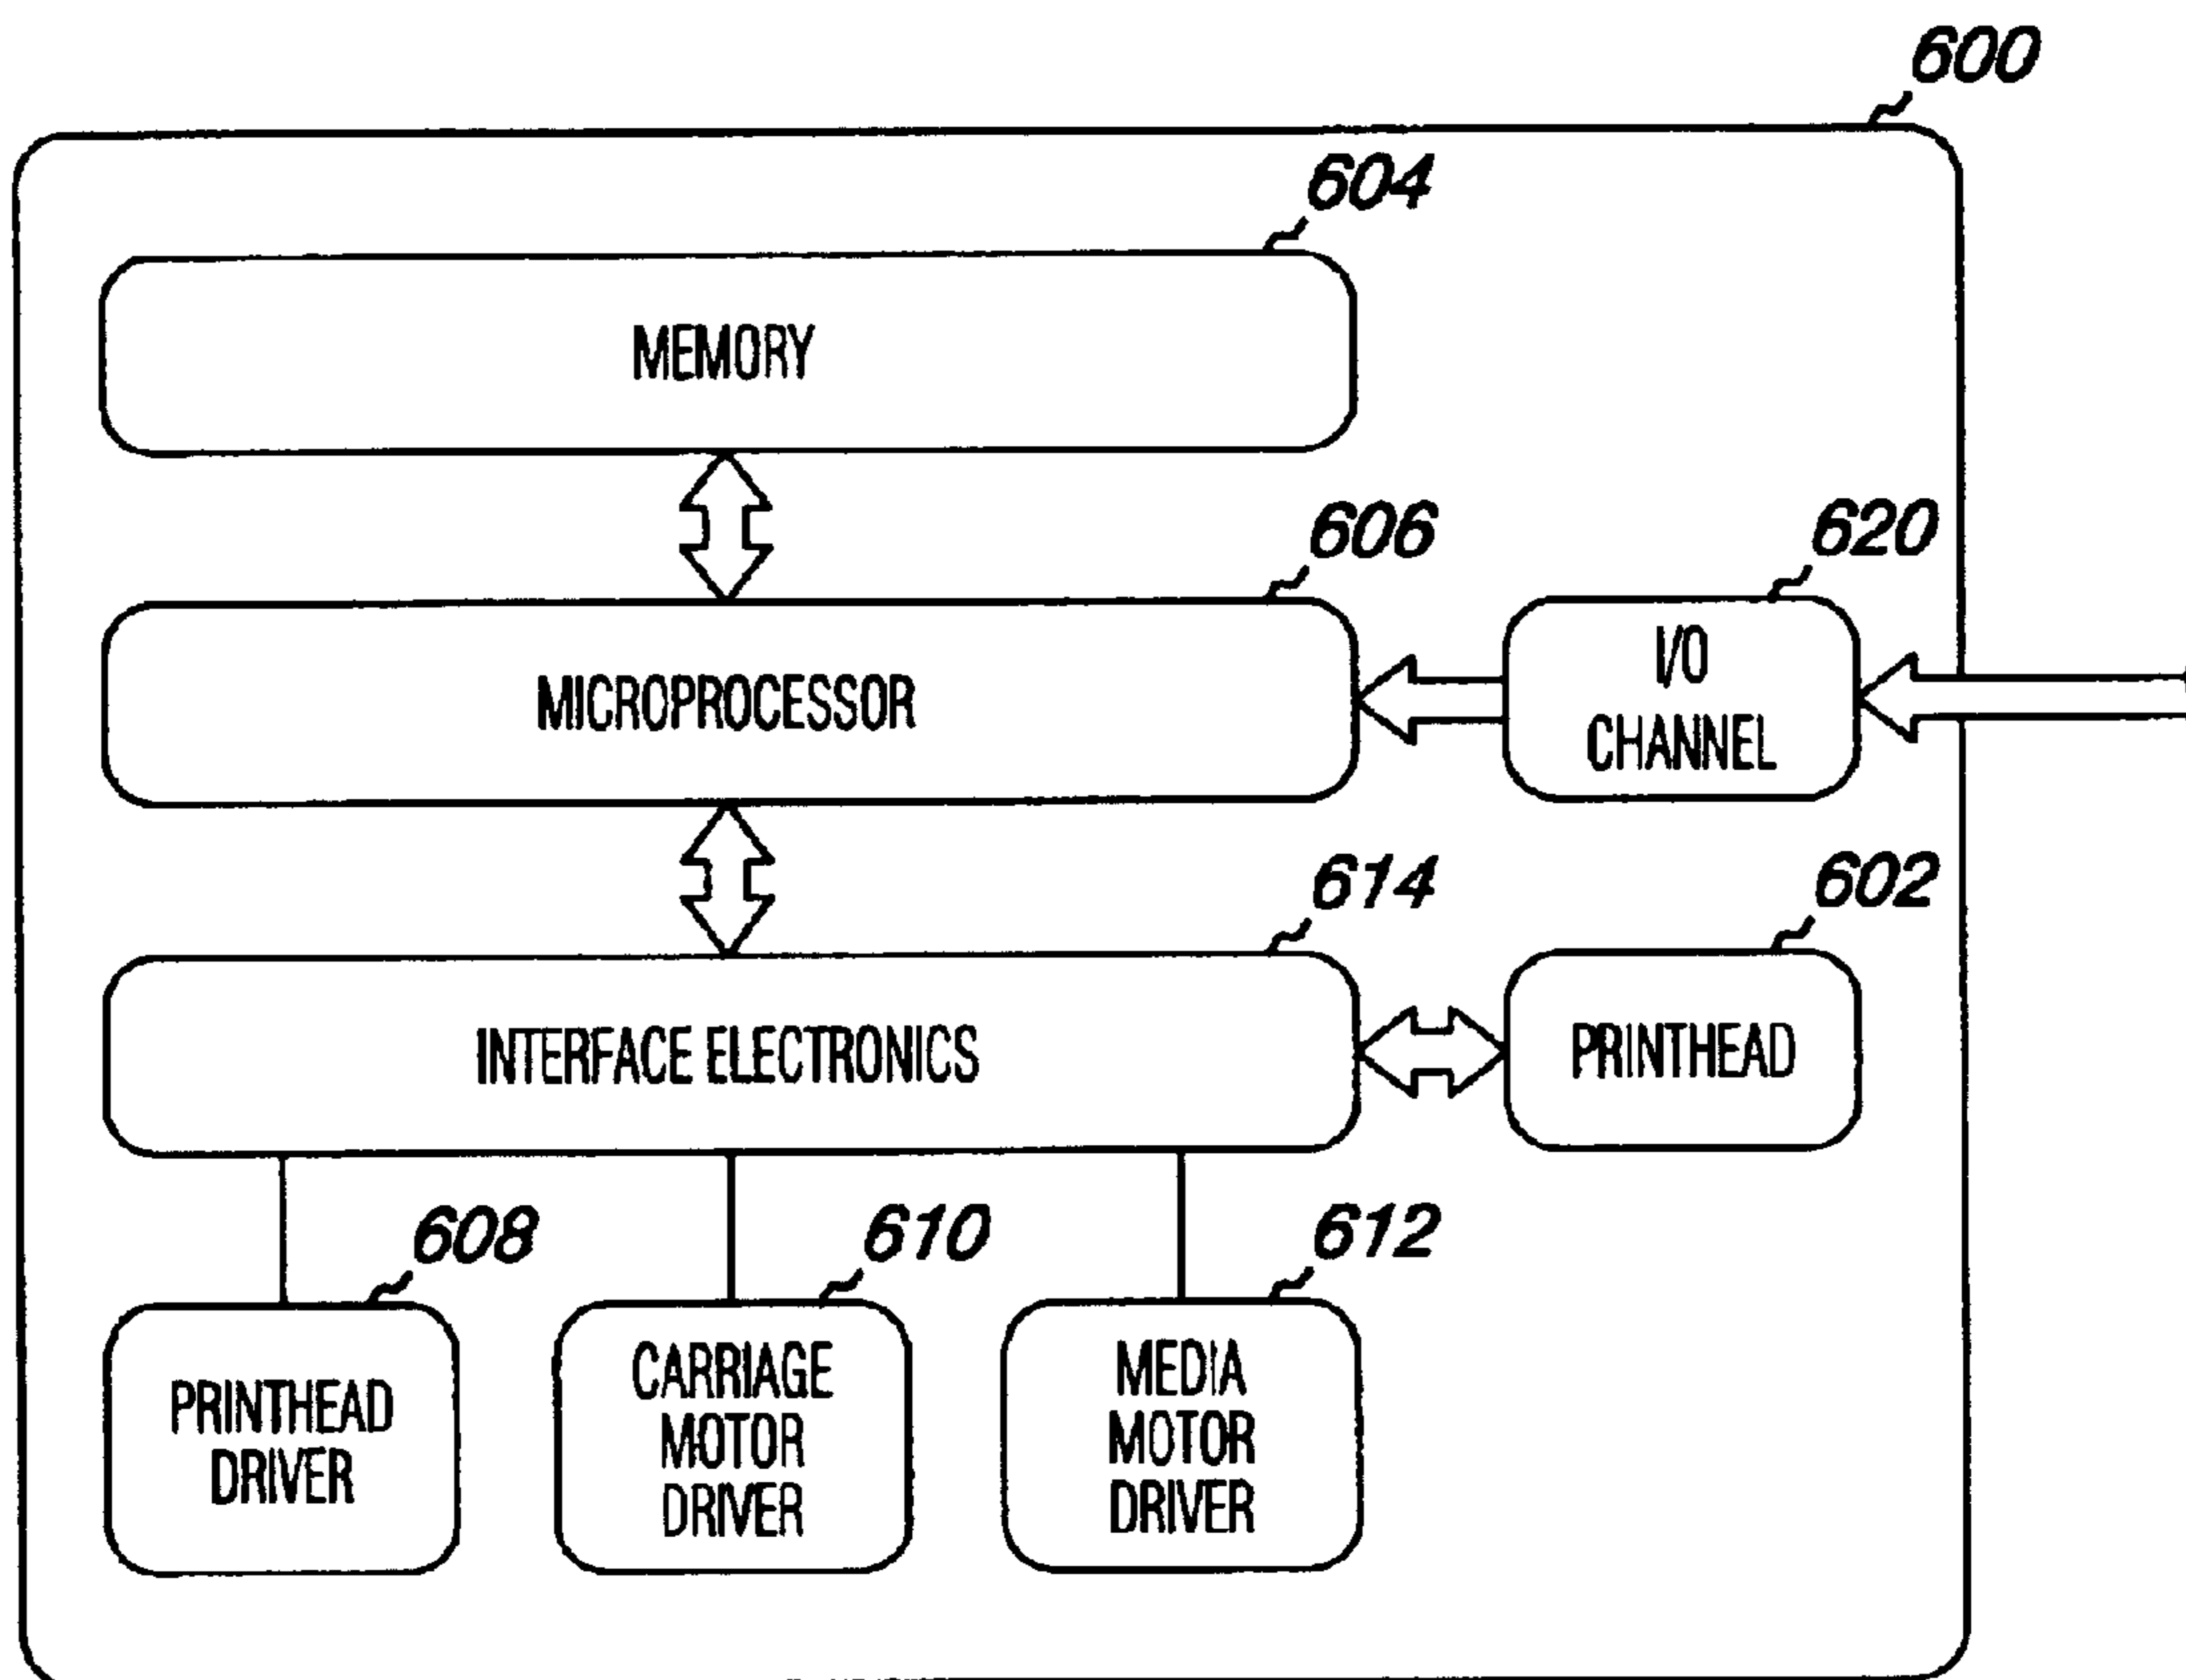 600
604
MEMORY
606
620
MICROPROCESSOR
I/O
CHANNEL
614
602
INTERFACE ELECTRONICS
PRINTHEAD
608
610
612
PRINTHEAD
DRIVER
CARRIAGE
MOTOR
DRIVER
MEDIA
MOTOR
DRIVER